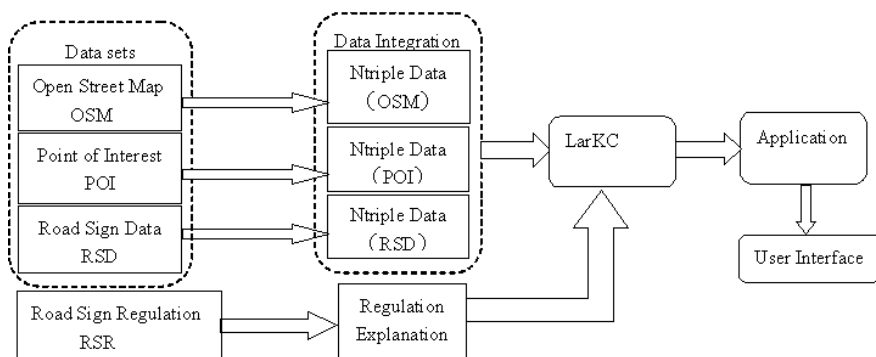 Data sets
Open Street Map
OSM
Point of Interest
POI
Road Sign Data
RSD
Road Sign Regulation
RSR
Data Integration
Ntriple Data
(OSM)
Ntriple Data
(POI)
Ntriple Data
(RSD)
Regulation
Explanation
LarKC
Application
User Interface